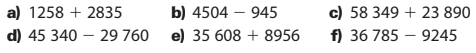 a) 1258 + 2835 b) 4504 − 945 c) 58 349 + 23 890
d) 45 340 − 29 760 e) 35 608 + 8956 f) 36 785 − 9245